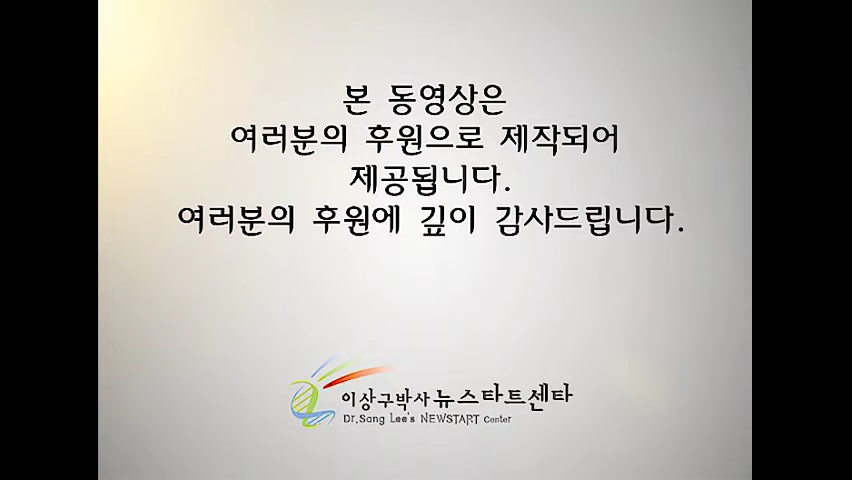 본 동영상은
여러분의 후원으로 제작되어
제공됩니다.
여러분의 후원에 깊이 감사드립니다.
이상구박사 뉴스타트센타
Dr.Sang Lee's NEWSTART Center